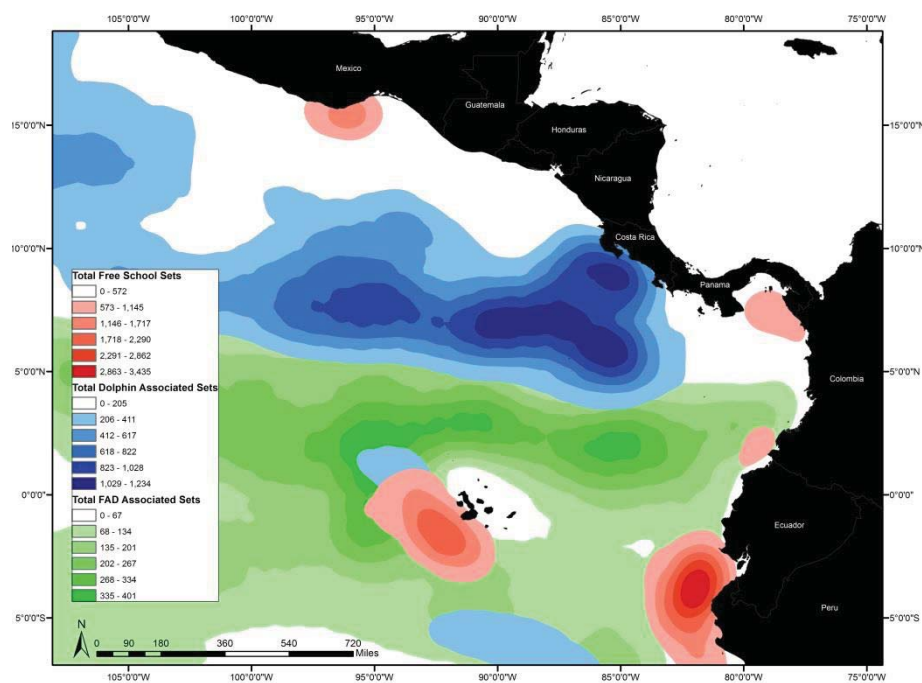 105°0'0"W 100°0'0"W 95°0'0"W 90°0'0"W 85°0'0"W 80°0'0"W 75°0'0"W
Mexico
Guatemala
15°0'0"N 15°0'0"N
Honduras
Nicaragua
10°0'0"N 10°0'0"N
Costa Rica
Panama
Total Free School Sets
0 - 572
573 - 1,145
1,146 - 1,717
1,718 - 2,290
2,291 - 2,862
2,863 - 3,435
5°0'0"N 5°0'0"N
Colombia
Total Dolphin Associated Sets
0 - 205
206 - 411
412 - 617
618 - 822
823 - 1,028
1,029 - 1,234
0°0'0" 0°0'0"
Total FAD Associated Sets
0 - 67
68 - 134
135 - 201
202 - 267
268 - 334
335 - 401
Ecuador
Peru
5°0'0"S 5°0'0"S
N
0 90 180 360 540 720
Miles
105°0'0"W 100°0'0"W 95°0'0"W 90°0'0"W 85°0'0"W 80°0'0"W 75°0'0"W